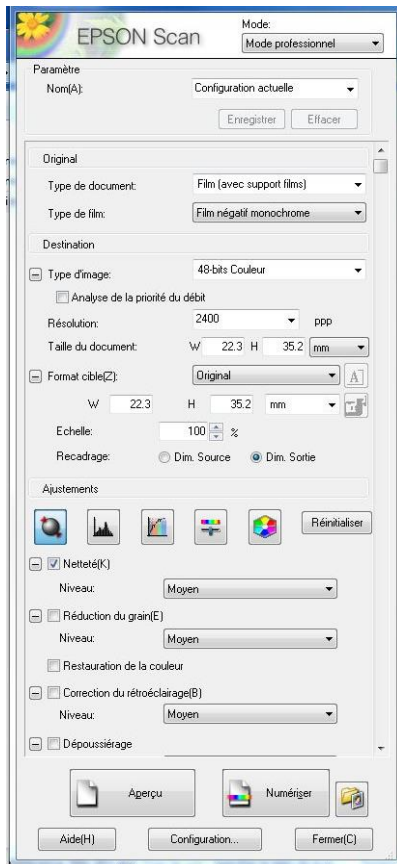 EPSON Scan
Mode:
Mode professionnel
Paramètre
Nom(A): Configuration actuelle
Enregistrer Effacer
Original
Type de document: Film (avec support films)
Type de film: Film négatif monochrome
Destination
Type d'image: 48-bits Couleur
Analyse de la priorité du débit
Résolution: 2400 ppp
Taille du document: W 22.3 H 35.2 mm
Format cible(Z): Original A
W 22.3 H 35.2 mm
Echelle: 100 %
Recadrage: Dim. Source Dim. Sortie
Ajustements
Réinitialiser
Netteté(K)
Niveau: Moyen
Réduction du grain(E)
Niveau: Moyen
Restauration de la couleur
Correction du rétroéclairage(B)
Niveau: Moyen
Dépoussiérage
Aperçu Numériser
Aide(H) Configuration... Fermer(C)